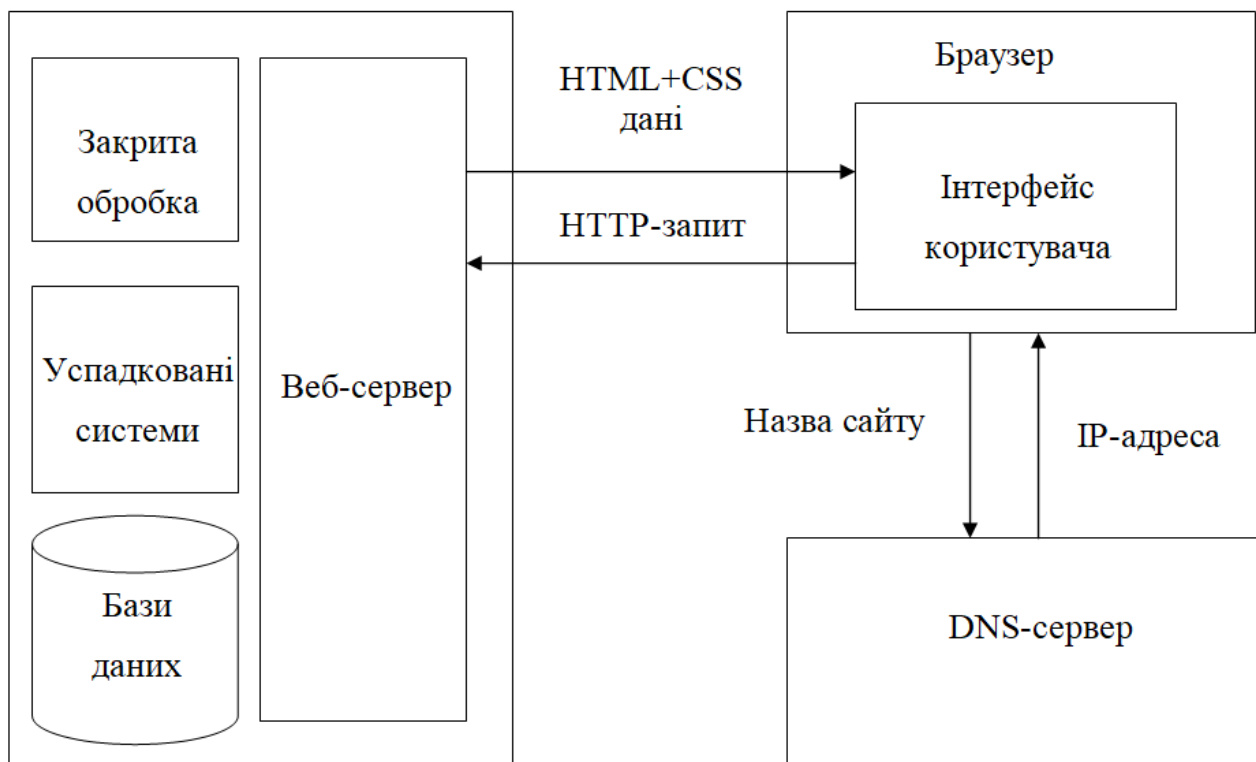 Закрита
обробка
Успадковані
системи
Бази
даних
Веб-сервер
HTML+CSS
дані
HTTP-запит
Браузер
Інтерфейс
користувача
Назва сайту
IP-адреса
DNS-сервер